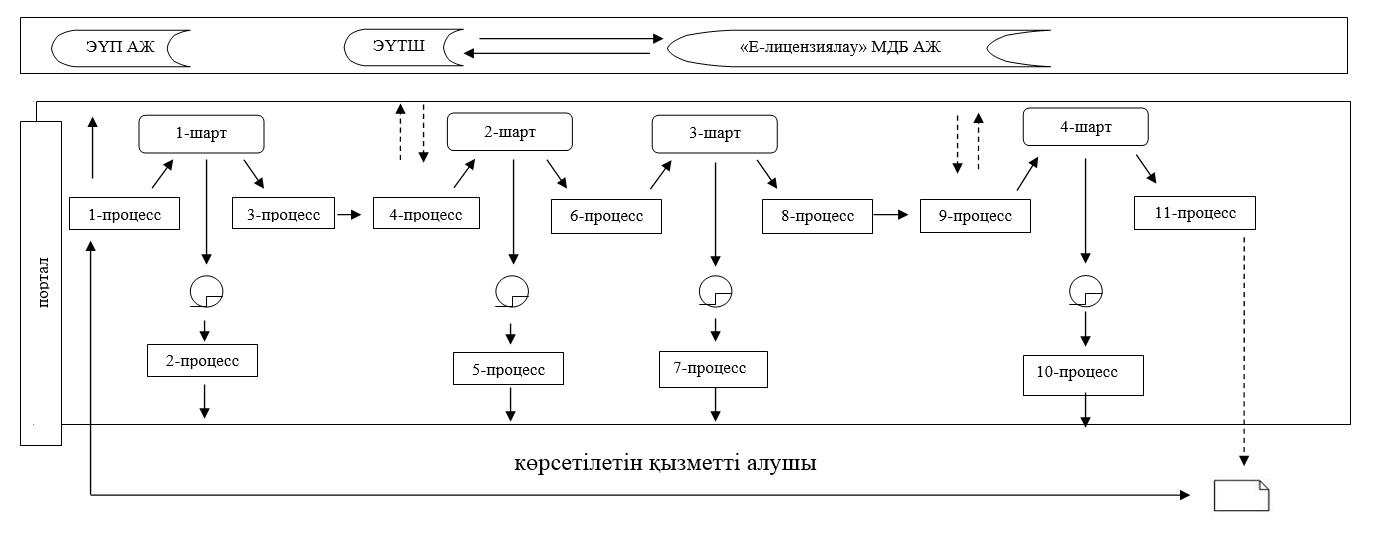 ЭҮП АЖ
ЭҮТШ
«Е-лицензиялау» МДБ АЖ
портал
1-шарт
2-шарт
3-шарт
4-шарт
1-процесс
3-процесс
4-процесс
6-процесс
8-процесс
9-процесс
11-процесс
2-процесс
5-процесс
7-процесс
10-процесс
көрсетілетін қызметті алушы